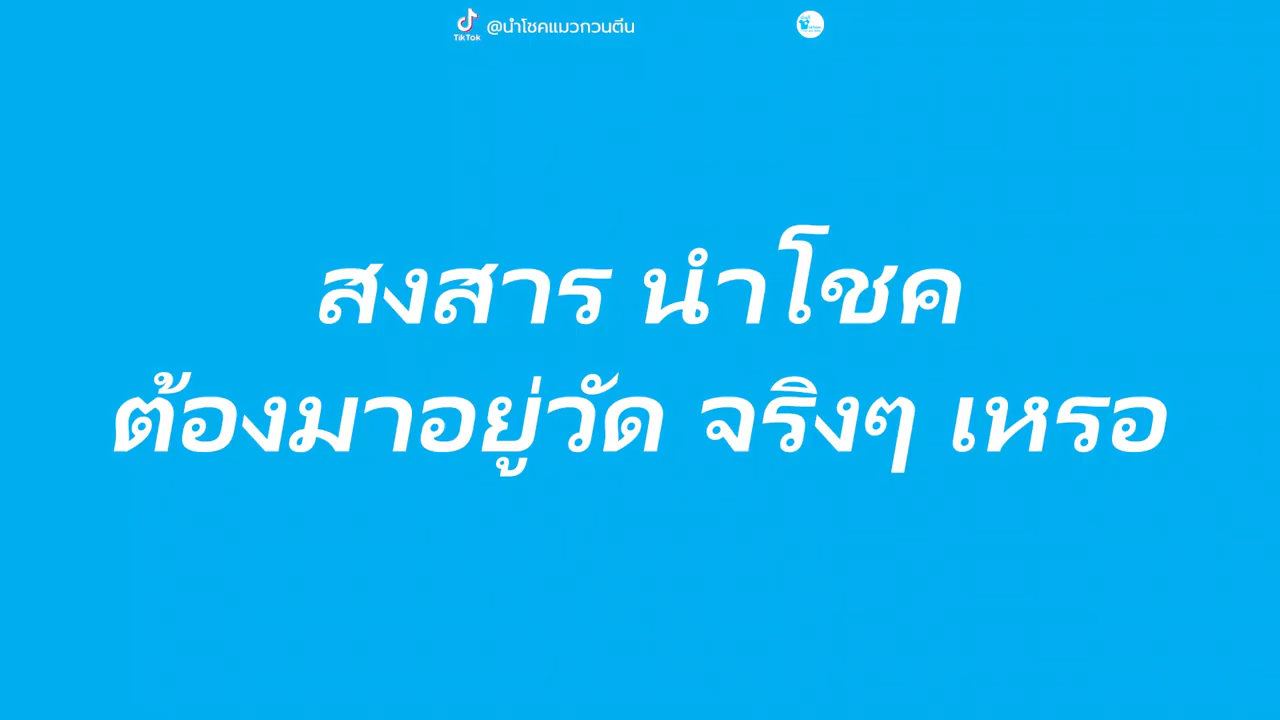 TikTok @นำโชคแมวกวนตีน
สงสาร นำโชค
ต้องมาอยู่วัด จริงๆ เหรอ